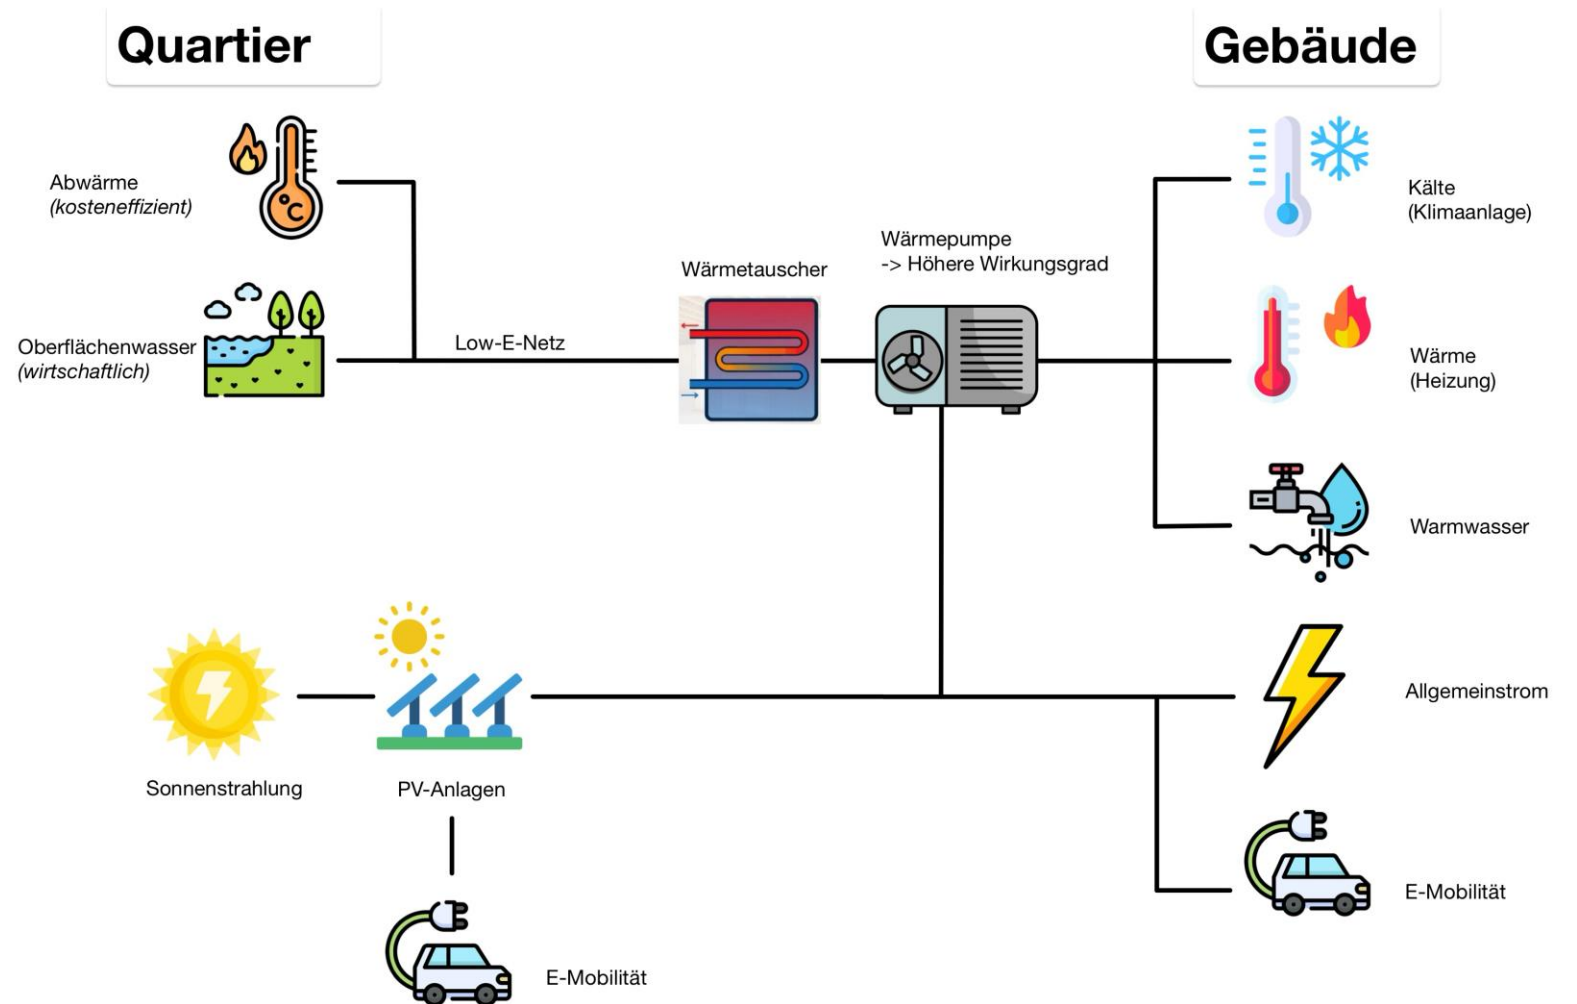 Quartier
Gebäude
Abwärme
(kosteneffizient)
°C
Kälte
(Klimaanlage)
Wärmepumpe
-> Höhere Wirkungsgrad
Wärmetauscher
Oberflächenwasser
(wirtschaftlich)
Low-E-Netz
Wärme
(Heizung)
Warmwasser
Allgemeinstrom
Sonnenstrahlung
PV-Anlagen
E-Mobilität
E-Mobilität